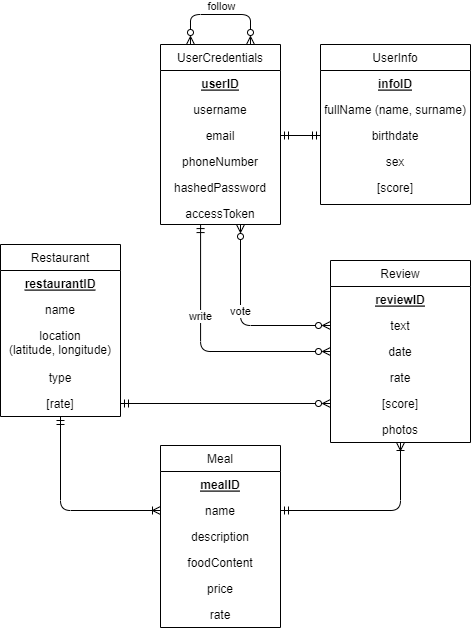 follow
UserCredentials
userID
username
email
phoneNumber
hashedPassword
accessToken
UserInfo
infoID
fullName (name, surname)
birthdate
sex
[score]
write
vote
Restaurant
restaurantID
name
location
(latitude, longitude)
type
[rate]
Review
reviewID
text
date
rate
[score]
photos
Meal
mealID
name
description
foodContent
price
rate